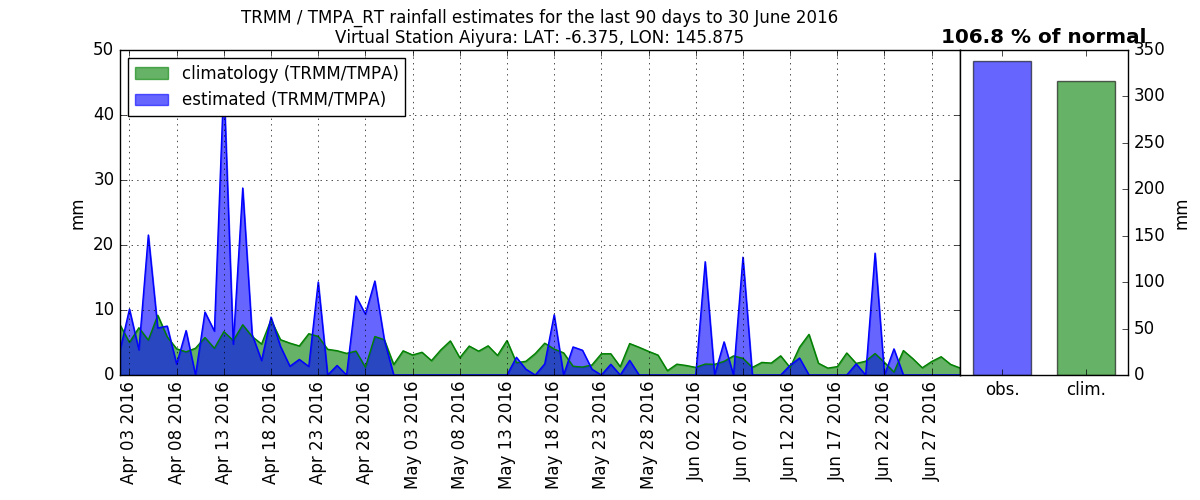 TRMM / TMPA_RT rainfall estimates for the last 90 days to 30 June 2016
Virtual Station Aiyura: LAT: -6.375, LON: 145.875
106.8 % of normal
climatology (TRMM/TMPA)
estimated (TRMM/TMPA)
50
40
30
20
10
0
mm
350
300
250
200
150
100
50
0
mm
Apr 03 2016
Apr 08 2016
Apr 13 2016
Apr 18 2016
Apr 23 2016
Apr 28 2016
May 03 2016
May 08 2016
May 13 2016
May 18 2016
May 23 2016
May 28 2016
Jun 02 2016
Jun 07 2016
Jun 12 2016
Jun 17 2016
Jun 22 2016
Jun 27 2016
obs.
clim.